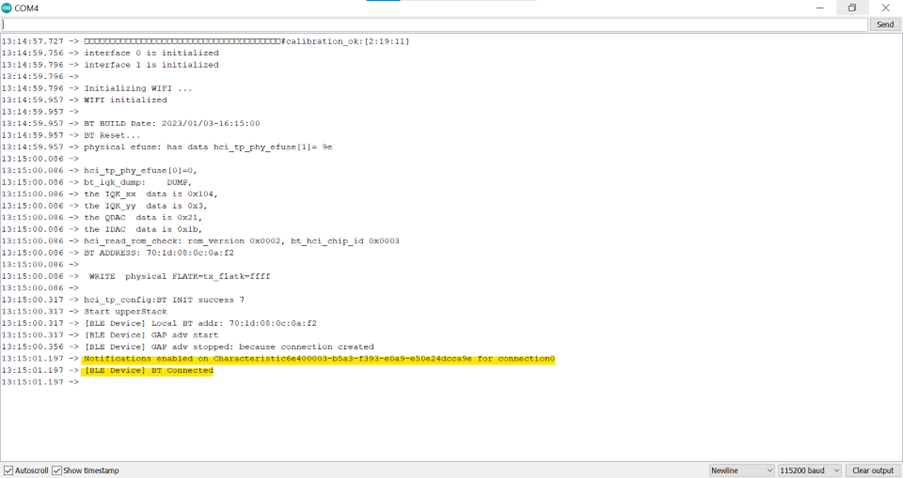 COM4
Send
13:14:57.727 -> □□□□□□□□□□□□□□□□□□□□□□□□□□□□□□□□□□□□□□□#calibration_ok:[2:19:11]
13:14:59.756 -> interface 0 is initialized
13:14:59.796 -> interface 1 is initialized
13:14:59.796 ->
13:14:59.796 -> Initializing WIFI ...
13:14:59.957 -> WIFI initialized
13:14:59.957 ->
13:14:59.957 -> BT BUILD Date: 2023/01/03-16:15:00
13:14:59.957 -> BT Reset...
13:14:59.957 -> physical efuse: has data hci_tp_phy_efuse[1]= 9e
13:15:00.086 ->
13:15:00.086 -> hci_tp_phy_efuse[0]=0,
13:15:00.086 -> bt_iqk_dump:    DUMP,
13:15:00.086 -> the IQK_xx  data is 0x104,
13:15:00.086 -> the IQK_yy  data is 0x3,
13:15:00.086 -> the QDAC  data is 0x21,
13:15:00.086 -> the IDAC  data is 0x1b,
13:15:00.086 -> hci_read_rom_check: rom_version 0x0002, bt_hci_chip_id 0x0003
13:15:00.086 -> BT ADDRESS: 70:1d:08:0c:0a:f2
13:15:00.086 ->
13:15:00.086 ->  WRITE  physical FLATK=tx_flatk=ffff
13:15:00.086 ->
13:15:00.317 -> hci_tp_config:BT INIT success 7
13:15:00.317 -> Start upperStack
13:15:00.317 -> [BLE Device] Local BT addr: 70:1d:08:0c:0a:f2
13:15:00.317 -> [BLE Device] GAP adv start
13:15:00.356 -> [BLE Device] GAP adv stopped: because connection created
13:15:01.197 -> Notifications enabled on Characteristic6e400003-b5a3-f393-e0a9-e50e24dcca9e for connection0
13:15:01.197 -> [BLE Device] BT Connected
13:15:01.197 ->
Autoscroll Show timestamp Newline 115200 baud Clear output